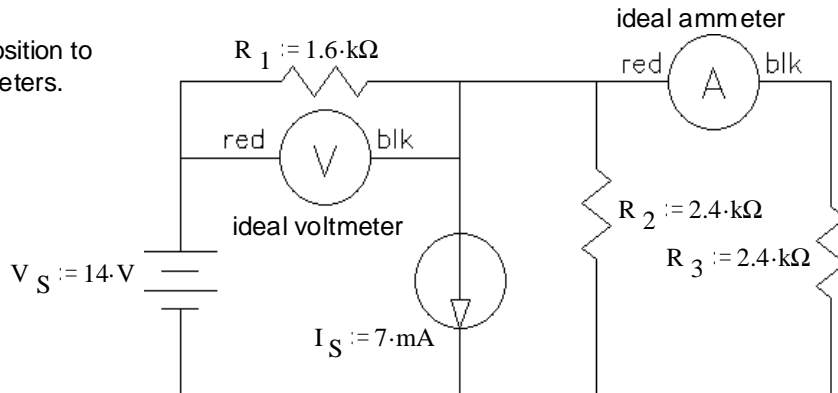 ideal ammeter
osition to
eters.
R 1 := 1.6·kΩ
red A blk
red V blk
ideal voltmeter
R 2 := 2.4·kΩ
R 3 := 2.4·kΩ
V S := 14·V
I S := 7·mA